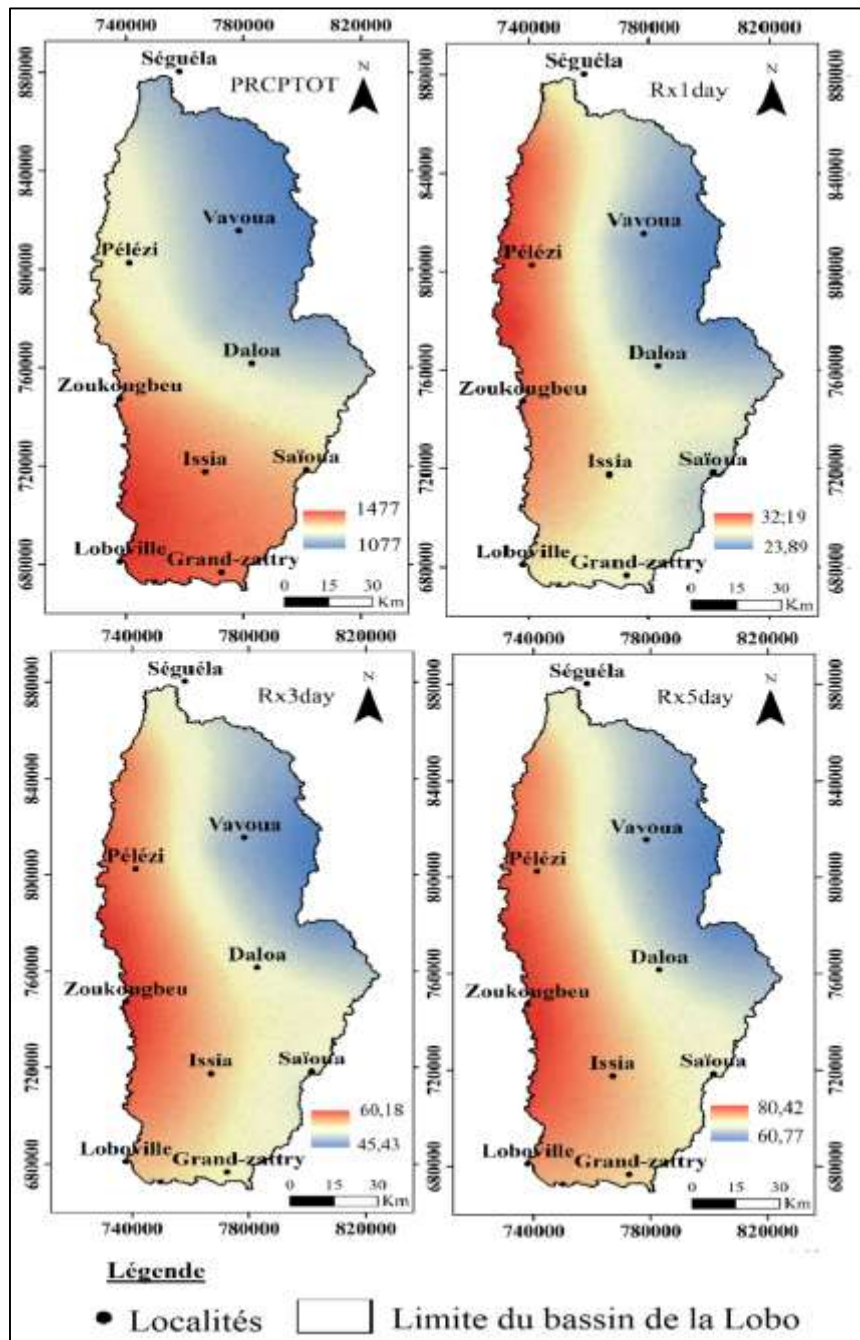 740000 780000 820000
Séguéla
PRCPTOT
N
880000
840000
Vavoua
Pélézi
800000
Daloa
760000
Zoukougbeu
Issia
Saïoua
720000
1477
1077
Loboville
Grand-zattry
680000
0 15 30
Km
740000 780000 820000
Séguéla
Rx1day
N
880000
840000
Vavoua
Pélézi
800000
Daloa
760000
Zoukougbeu
Issia
Saïoua
720000
32,19
23,89
Loboville
Grand-zattry
680000
0 15 30
Km
740000 780000 820000
740000 780000 820000
Séguéla
Rx3day
N
880000
840000
Vavoua
Pélézi
800000
Daloa
760000
Zoukougbeu
Issia
Saïoua
720000
60,18
45,43
Loboville
Grand-zattry
680000
0 15 30
Km
740000 780000 820000
Séguéla
Rx5day
N
880000
840000
Vavoua
Pélézi
800000
Daloa
760000
Zoukougbeu
Issia
Saïoua
720000
80,42
60,77
Loboville
Grand-zattry
680000
0 15 30
Km
740000 780000 820000
740000 780000 820000
Légende
Localités
Limite du bassin de la Lobo